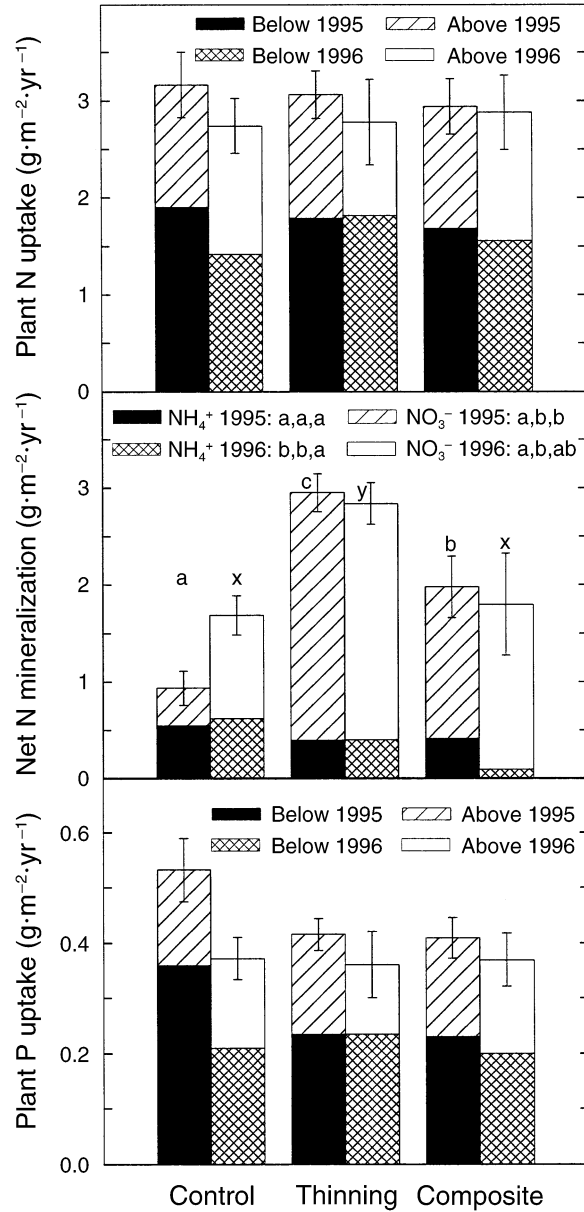 Below 1995 Above 1995
Below 1996 Above 1996
Plant N uptake (g·m⁻²·yr⁻¹)
3
2
1
0
NH₄⁺ 1995: a,a,a NO₃⁻ 1995: a,b,b
NH₄⁺ 1996: b,b,a NO₃⁻ 1996: a,b,ab
Net N mineralization (g·m⁻²·yr⁻¹)
3
2
1
0
a x c y b x
Below 1995 Above 1995
Below 1996 Above 1996
Plant P uptake (g·m⁻²·yr⁻¹)
0.6
0.4
0.2
0.0
Control Thinning Composite